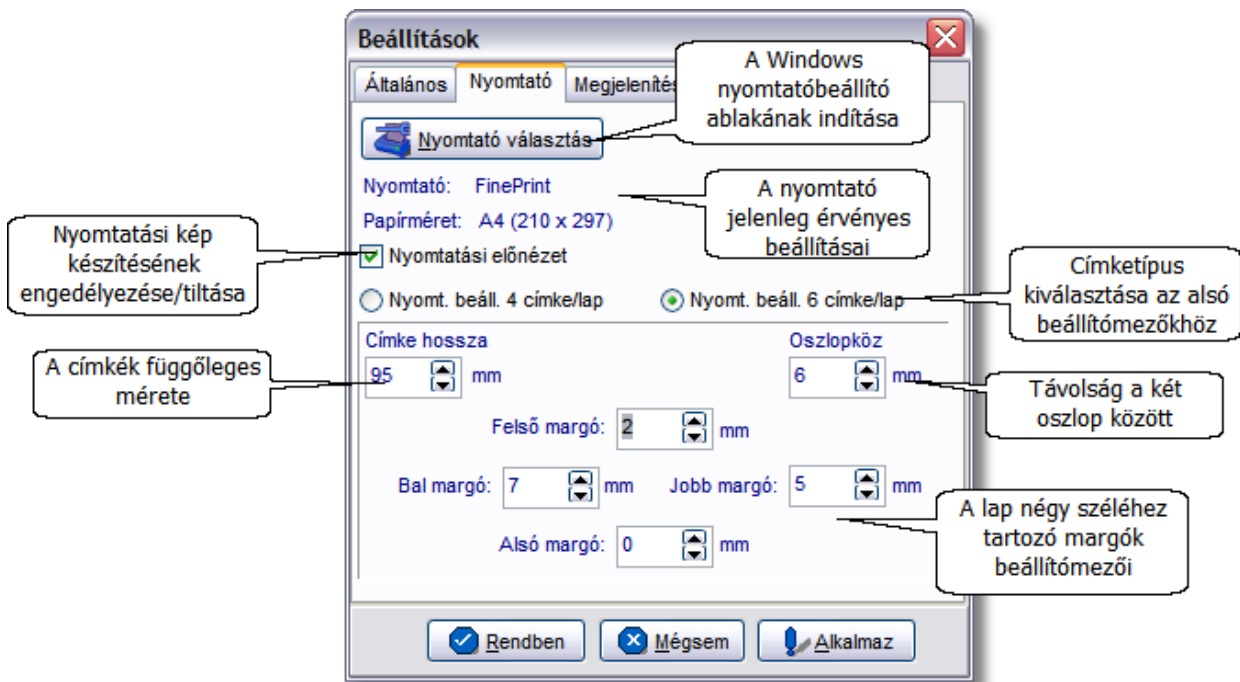 Beállítások
A Windows
nyomtatóbeállító
ablakának indítása
Általános
Nyomtató
Megjelenítés
Nyomtató választás
Nyomtató: FinePrint
Papírméret: A4 (210 x 297)
A nyomtató
jelenleg érvényes
beállításai
Nyomtatási kép
készítésének
engedélyezése/tiltása
Nyomtatási előnézet
Nyomt. beáll. 4 címke/lap
Nyomt. beáll. 6 címke/lap
Címketípus
kiválasztása az alsó
beállítómezőkhöz
Címke hossza
Oszlopköz
A címkék függőleges
mérete
95 mm
6 mm
Távolság a két
oszlop között
Felső margó: 2 mm
Bal margó: 7 mm
Jobb margó: 5 mm
Alsó margó: 0 mm
A lap négy széléhez
tartozó margók
beállítómezői
Rendben
Mégsem
Alkalmaz